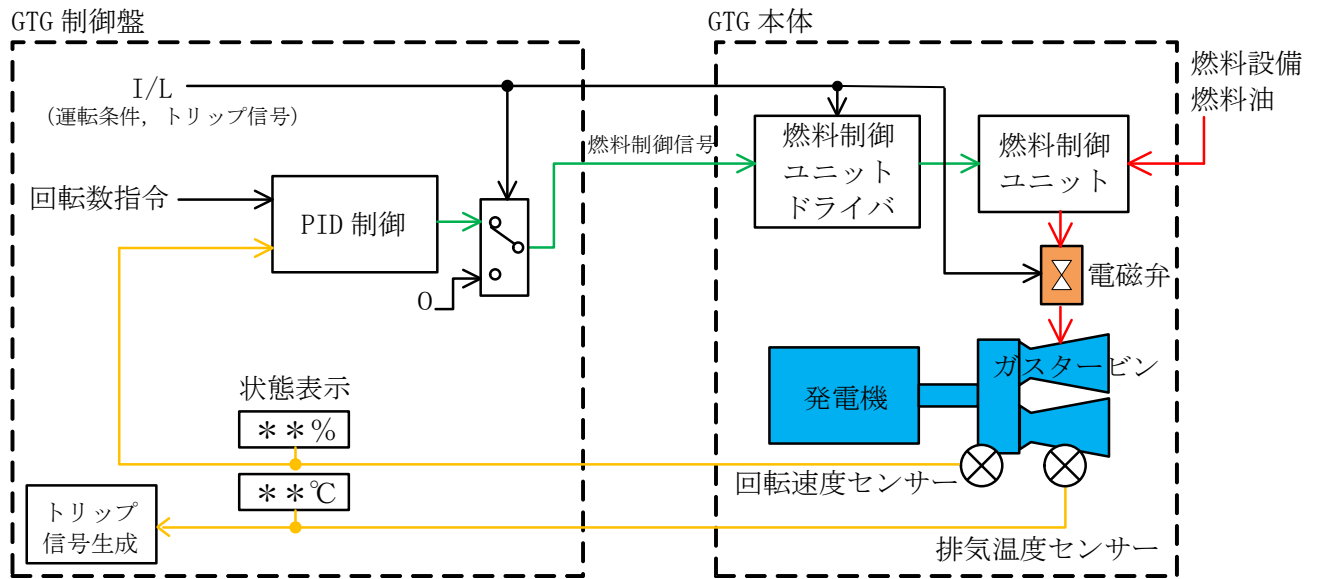 GTG 制御盤
GTG 本体
I/L
(運転条件, トリップ信号)
燃料設備
燃料油
燃料制御信号
燃料制御
ユニット
ドライバ
燃料制御
ユニット
回転数指令
PID 制御
0
電磁弁
ガスタービン
発電機
状態表示
**%
回転速度センサー
**℃
トリップ
信号生成
排気温度センサー